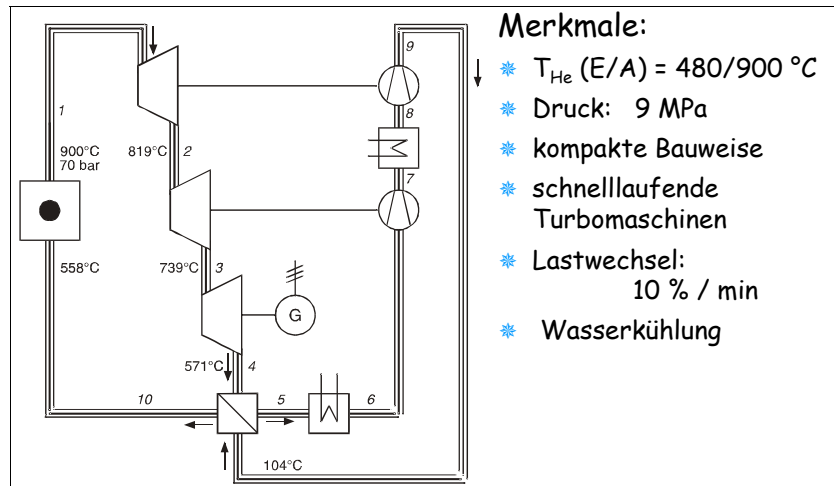 9
1
8
900°C
70 bar
819°C
2
7
558°C
739°C
3
G
571°C
4
10
5
6
104°C
Merkmale:
T_He (E/A) = 480/900 °C
Druck: 9 MPa
kompakte Bauweise
schnelllaufende
Turbomaschinen
Lastwechsel:
10 % / min
Wasserkühlung